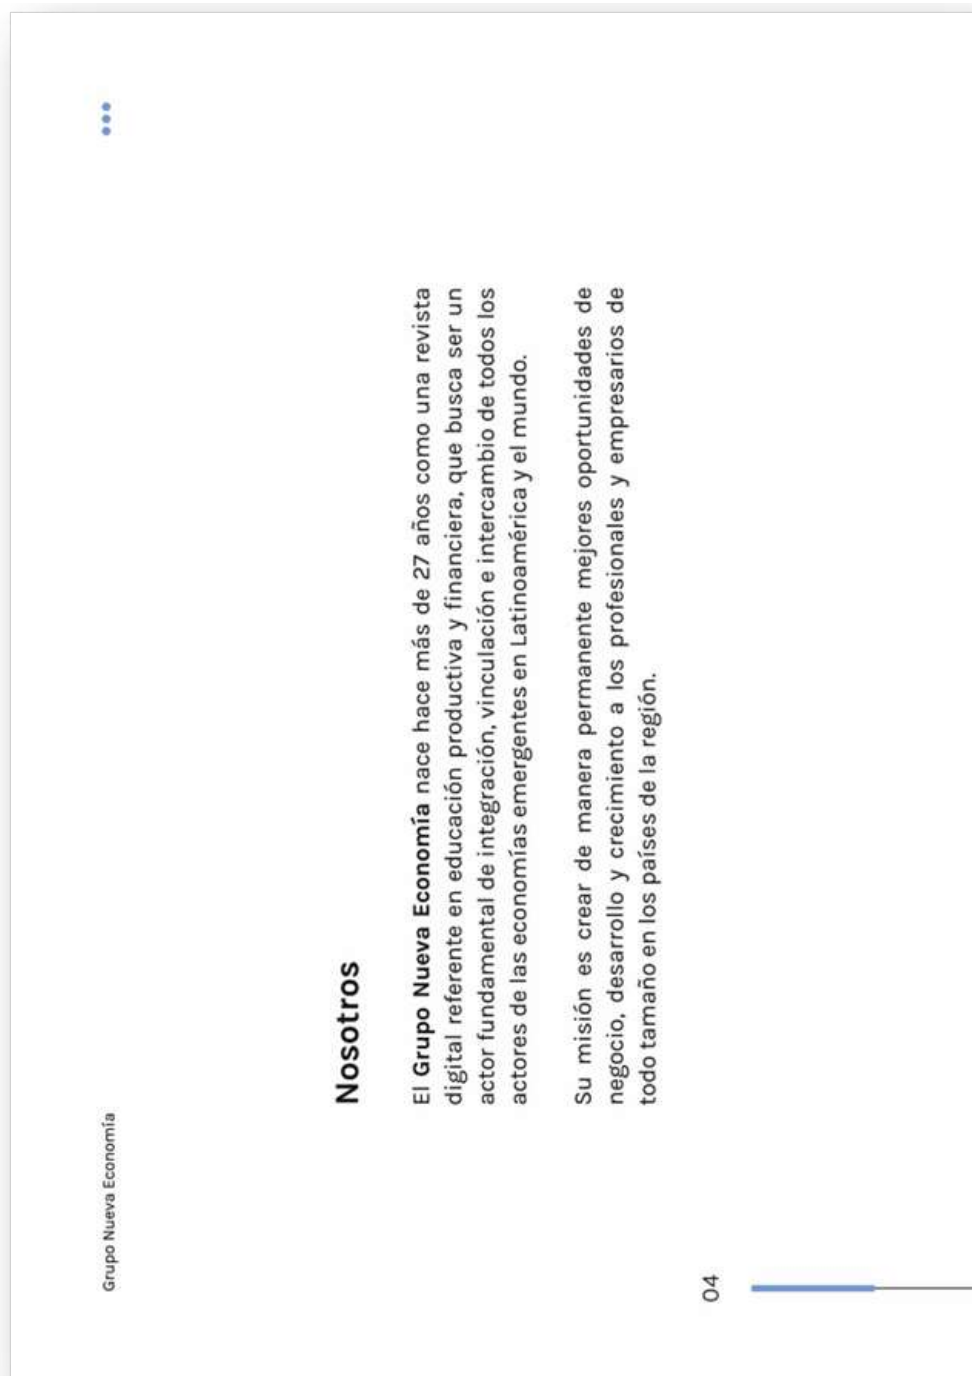 Grupo Nueva Economía
Nosotros
El Grupo Nueva Economía nace hace más de 27 años como una revista
digital referente en educación productiva y financiera, que busca ser un
actor fundamental de integración, vinculación e intercambio de todos los
actores de las economías emergentes en Latinoamérica y el mundo.
Su misión es crear de manera permanente mejores oportunidades de
negocio, desarrollo y crecimiento a los profesionales y empresarios de
todo tamaño en los países de la región.
04